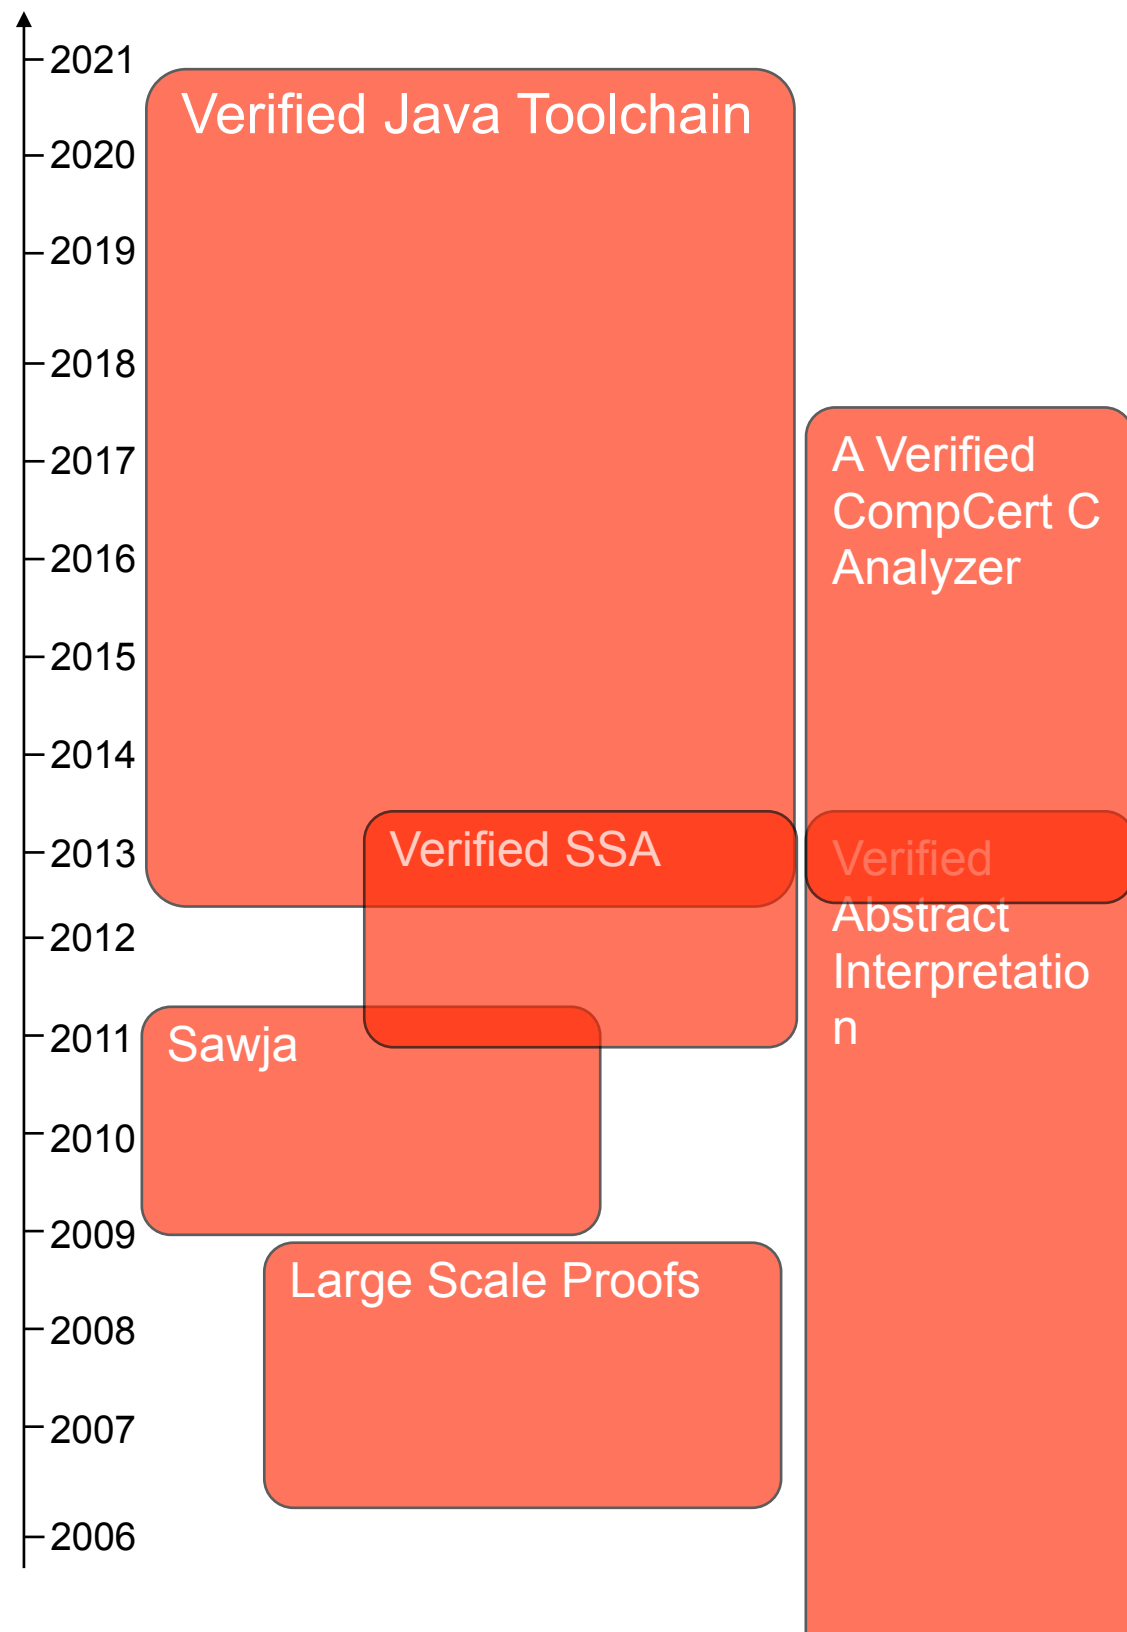 2021
Verified Java Toolchain
2020
2019
2018
2017
A Verified
CompCert C
Analyzer
2016
2015
2014
2013
Verified SSA
Verified
Abstract
Interpretatio
n
2012
2011
Sawja
2010
2009
Large Scale Proofs
2008
2007
2006